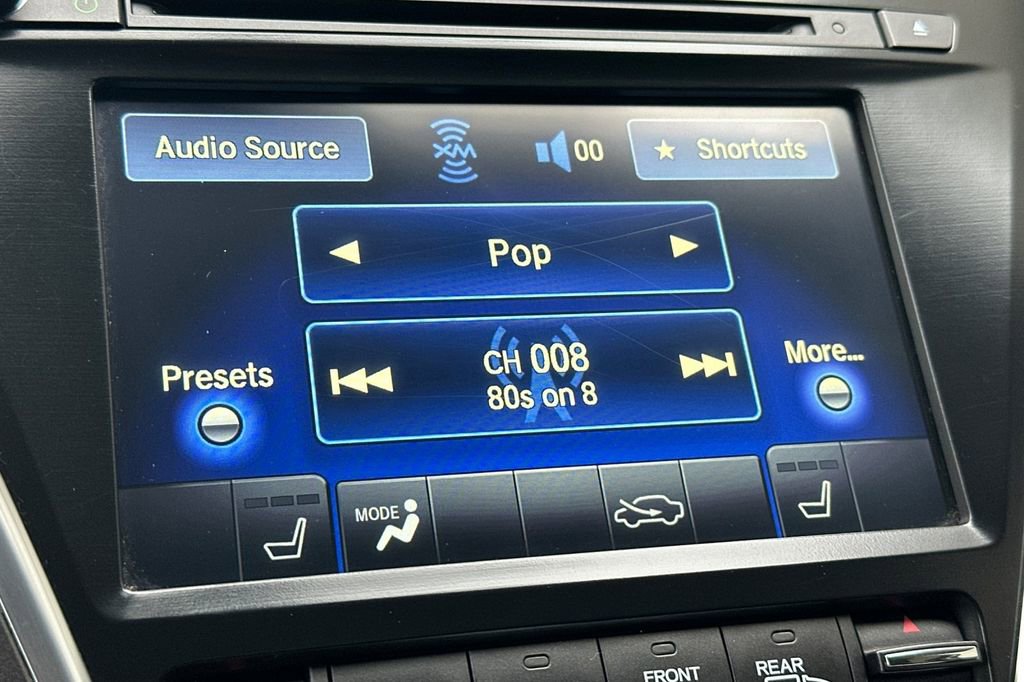 Audio Source
XM
00
Shortcuts
Pop
Presets
CH 008
80s on 8
More...
MODE
FRONT
REAR